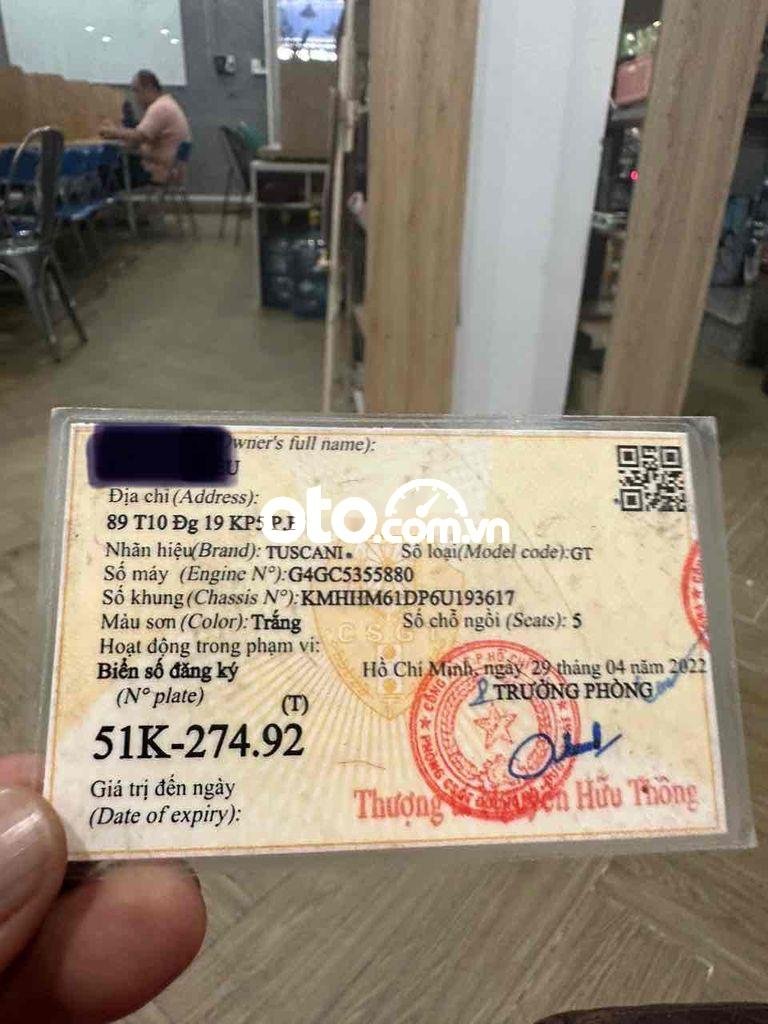 (Owner's full name):
Địa chỉ (Address):
89 T10 Đg 19 KP5 P.
oto.com.vn
Nhãn hiệu (Brand): TUSCANI Số loại (Model code): GT
Số máy (Engine N°): G4GC5355880
Số khung (Chassis N°): KMHHM61DP6U193617
Màu sơn (Color): Trắng Số chỗ ngồi (Seats): 5
CSGT
Hoạt động trong phạm vi:
Biển số đăng ký Hồ Chí Minh, ngày 29 tháng 04 năm 2022
(N° plate) TRƯỞNG PHÒNG
(T)
51K-274.92
Giá trị đến ngày
(Date of expiry):
Thượng Hữu Thông